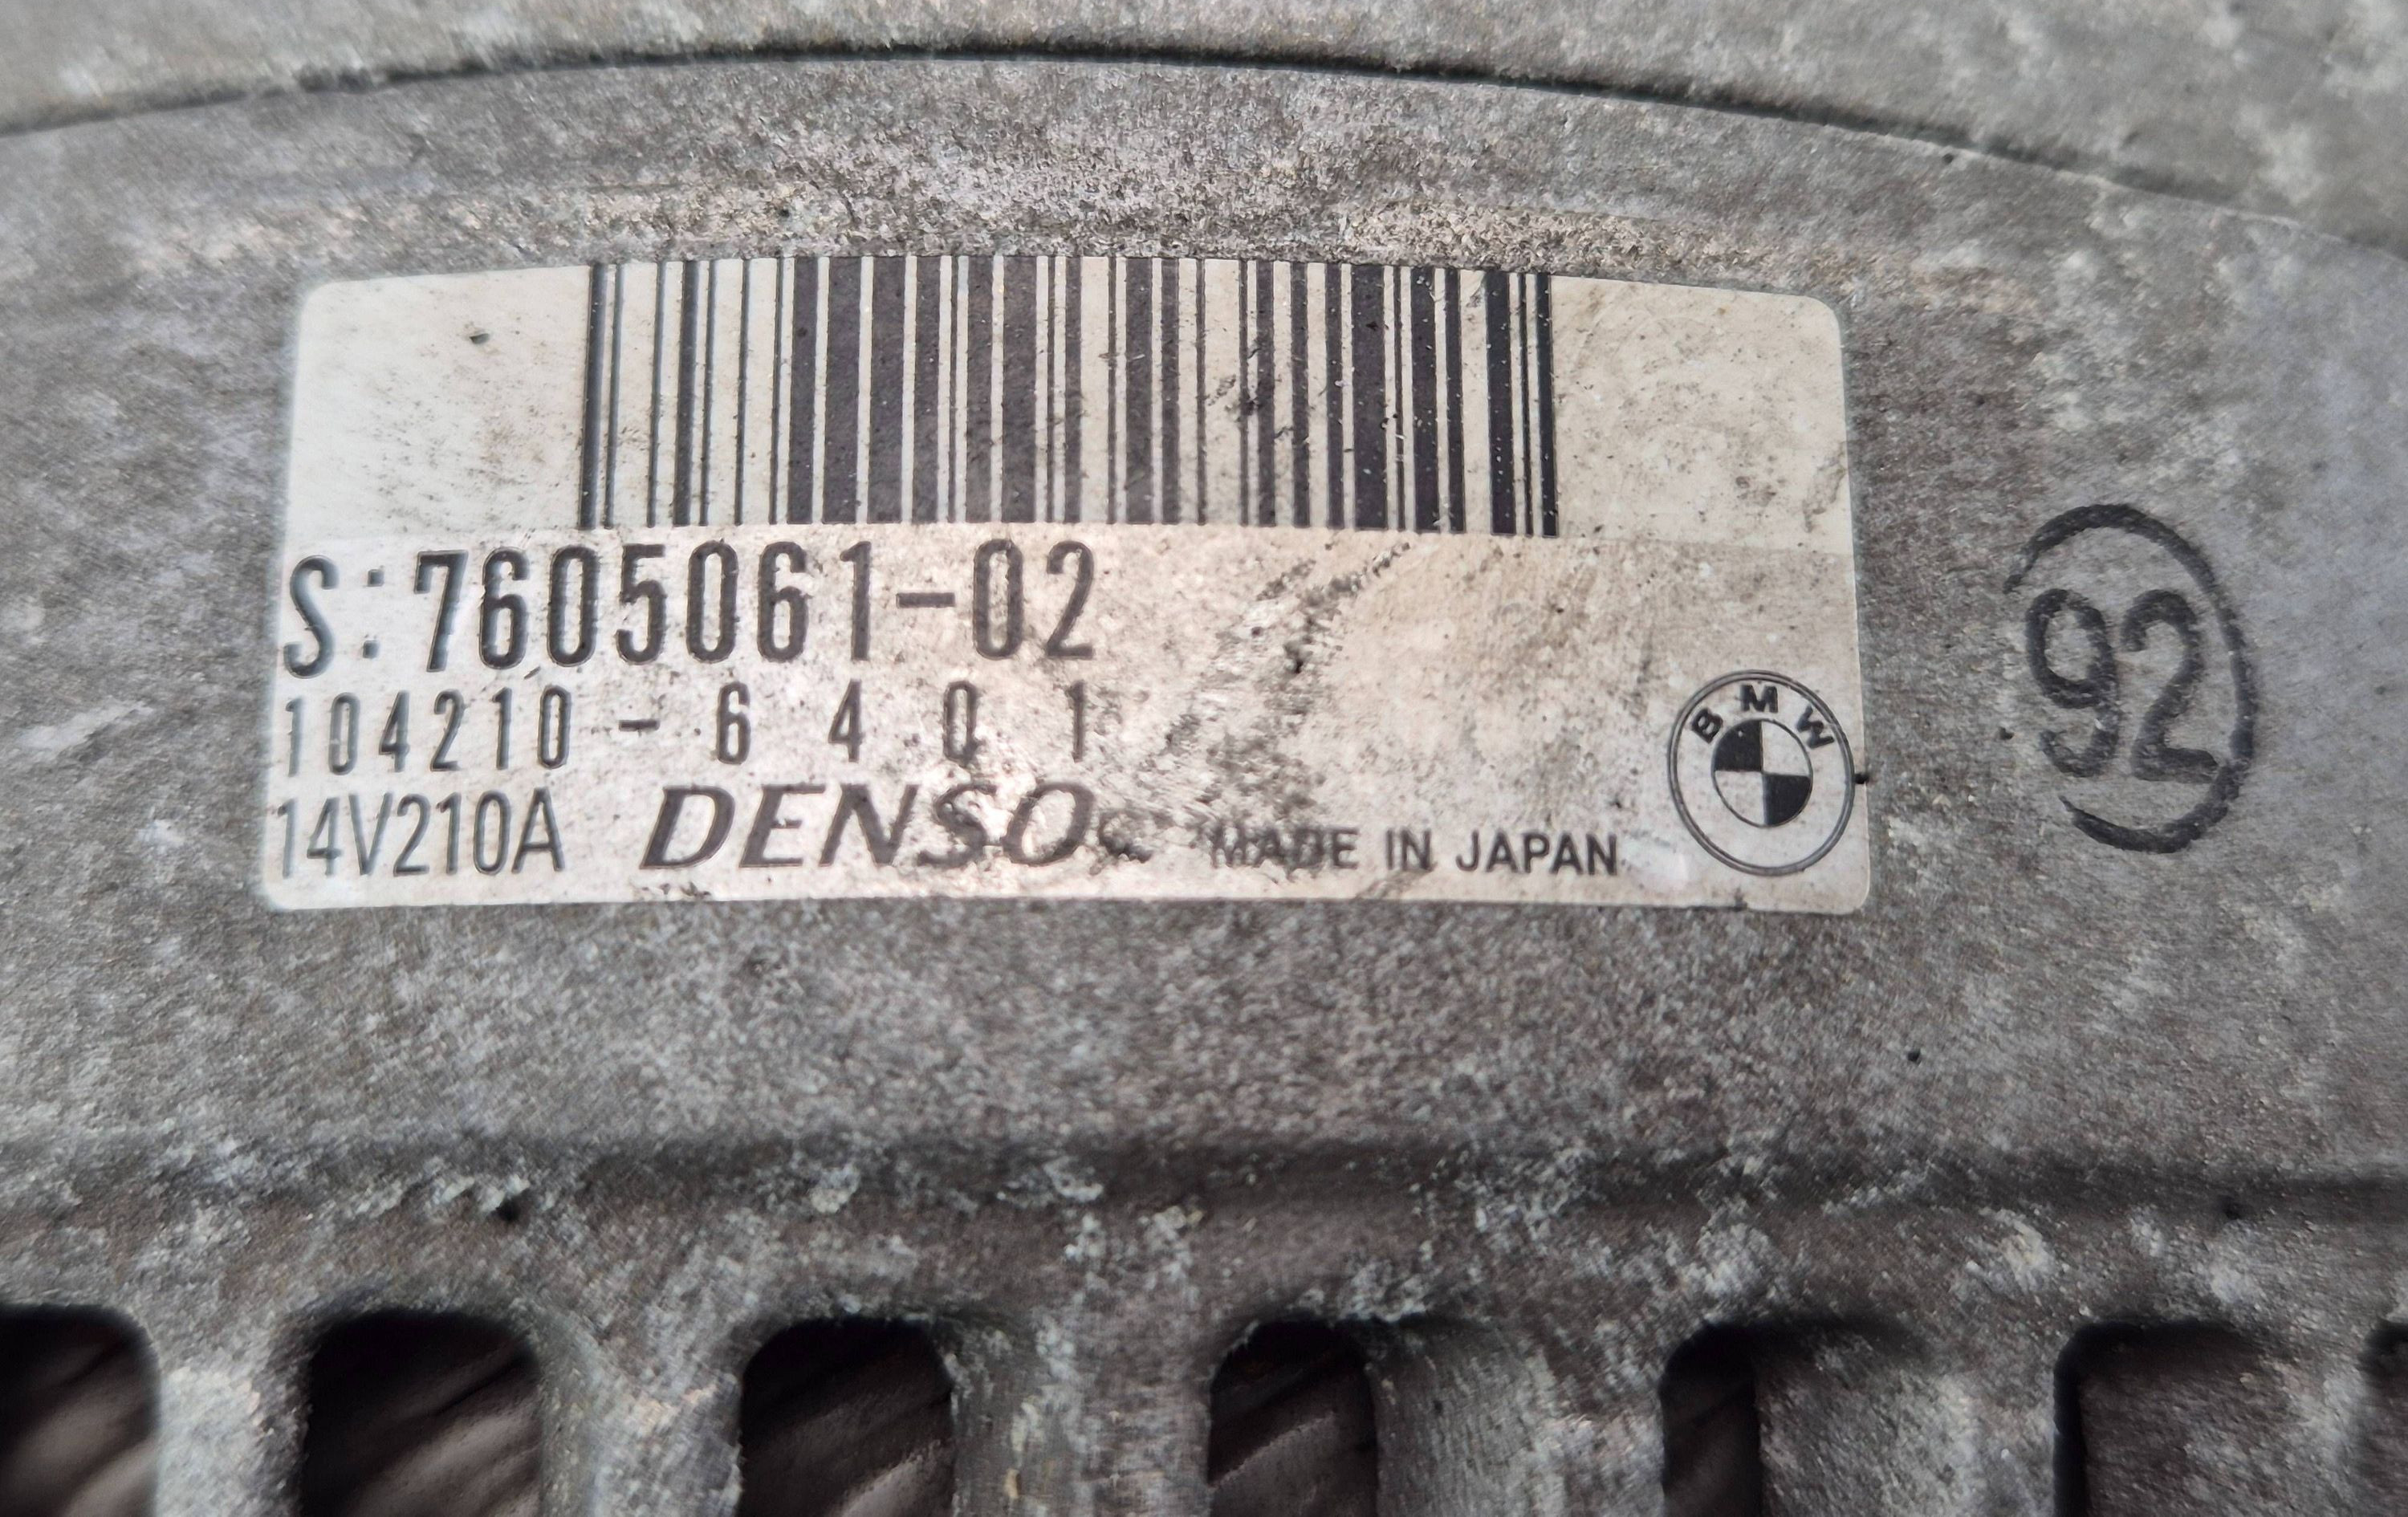 S:7605061-02
104210-6401
14V210A DENSO MADE IN JAPAN
BMW
92